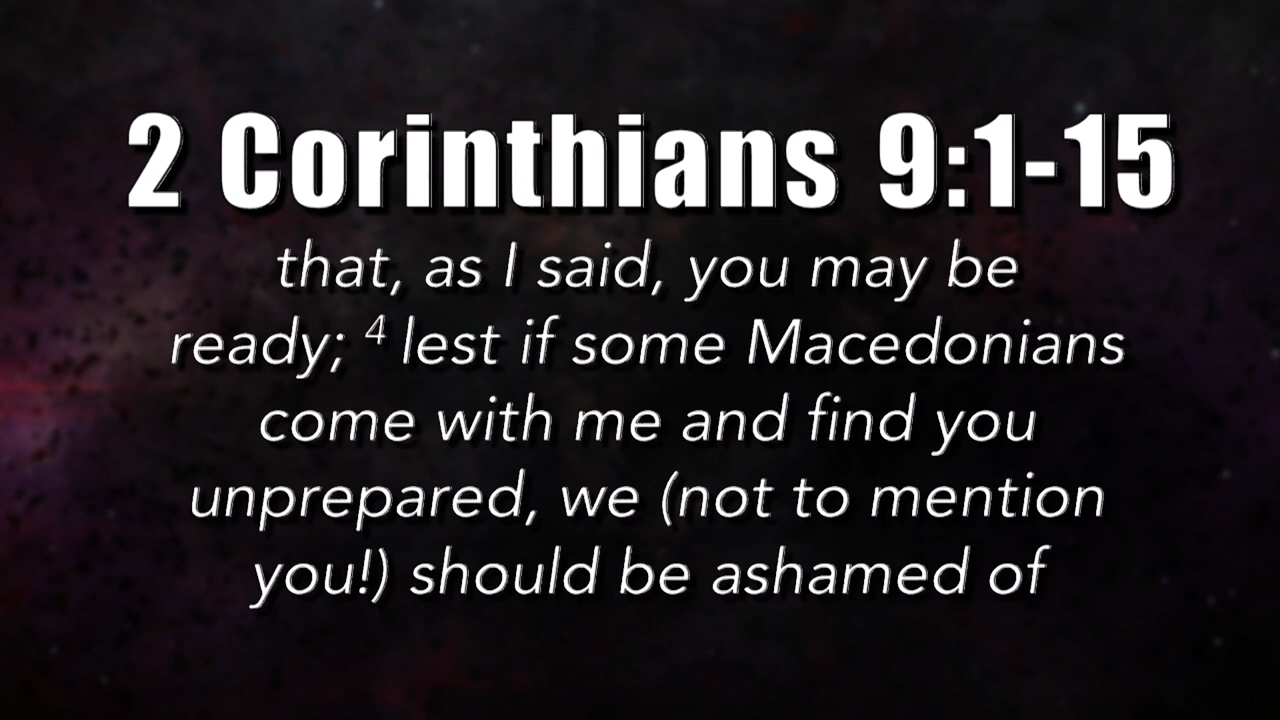 2 Corinthians 9:1-15
that, as I said, you may be
ready; 4 lest if some Macedonians
come with me and find you
unprepared, we (not to mention
you!) should be ashamed of